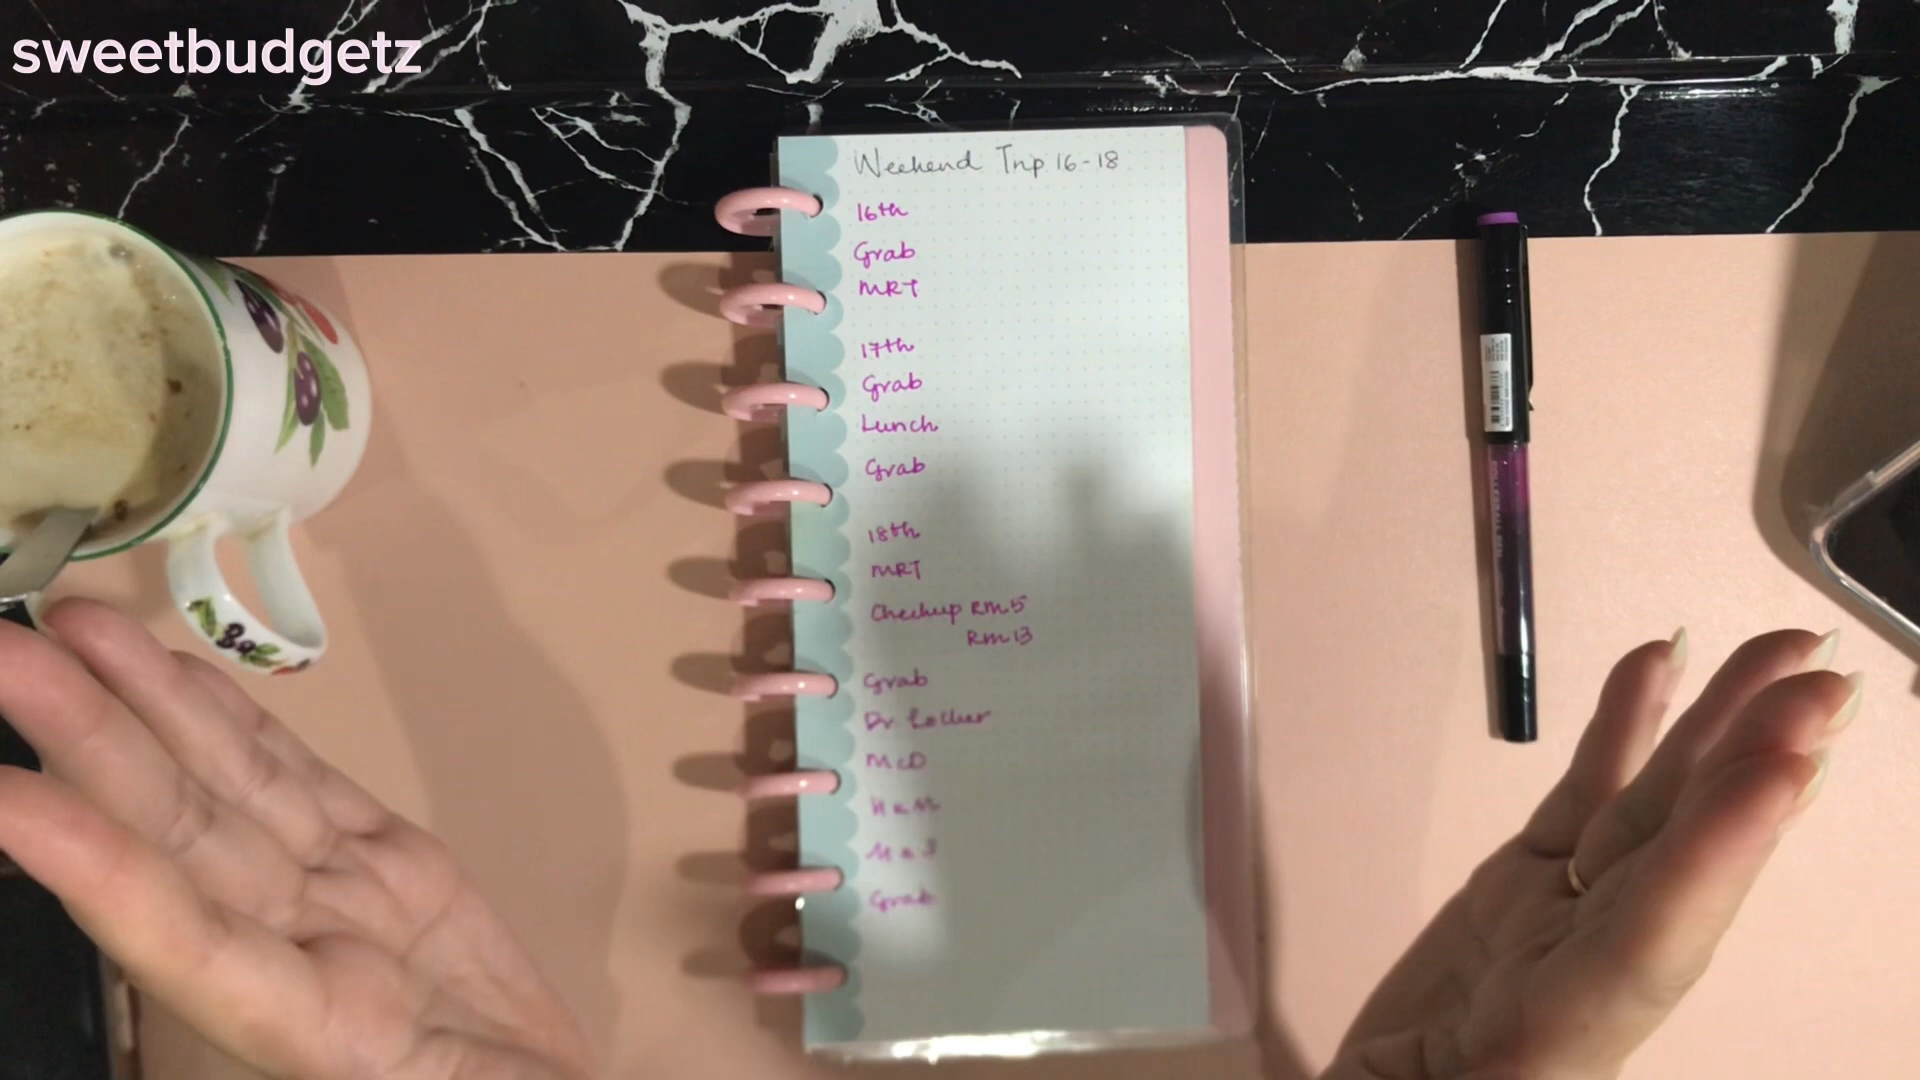 sweetbudgetz
Weekend Trip 16-18
16th
Grab
MRT
17th
Grab
Lunch
Grab
18th
MRT
Checkup RM5
RM13
Grab
Dr.
McD
H&M
M&S
Grab